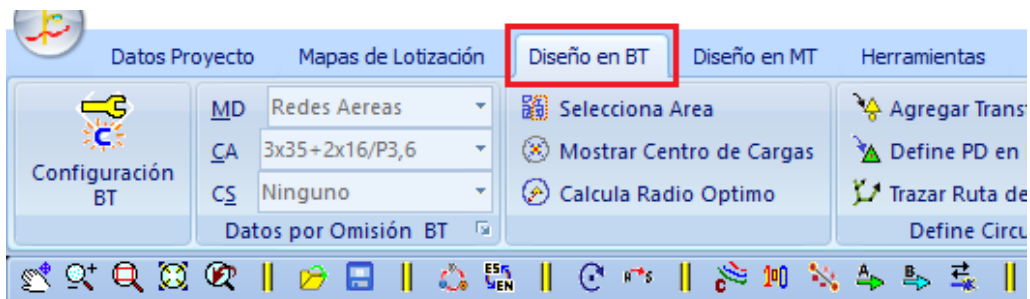 Datos Proyecto Mapas de Lotización Diseño en BT Diseño en MT Herramientas
Configuración
BT
MD Redes Aereas
CA 3x35+2x16/P3,6
CS Ninguno
Datos por Omisión BT
Selecciona Area
Mostrar Centro de Cargas
Calcula Radio Optimo
Agregar Trans
Define PD en
Trazar Ruta de
Define Circu
ES EN A S C A B